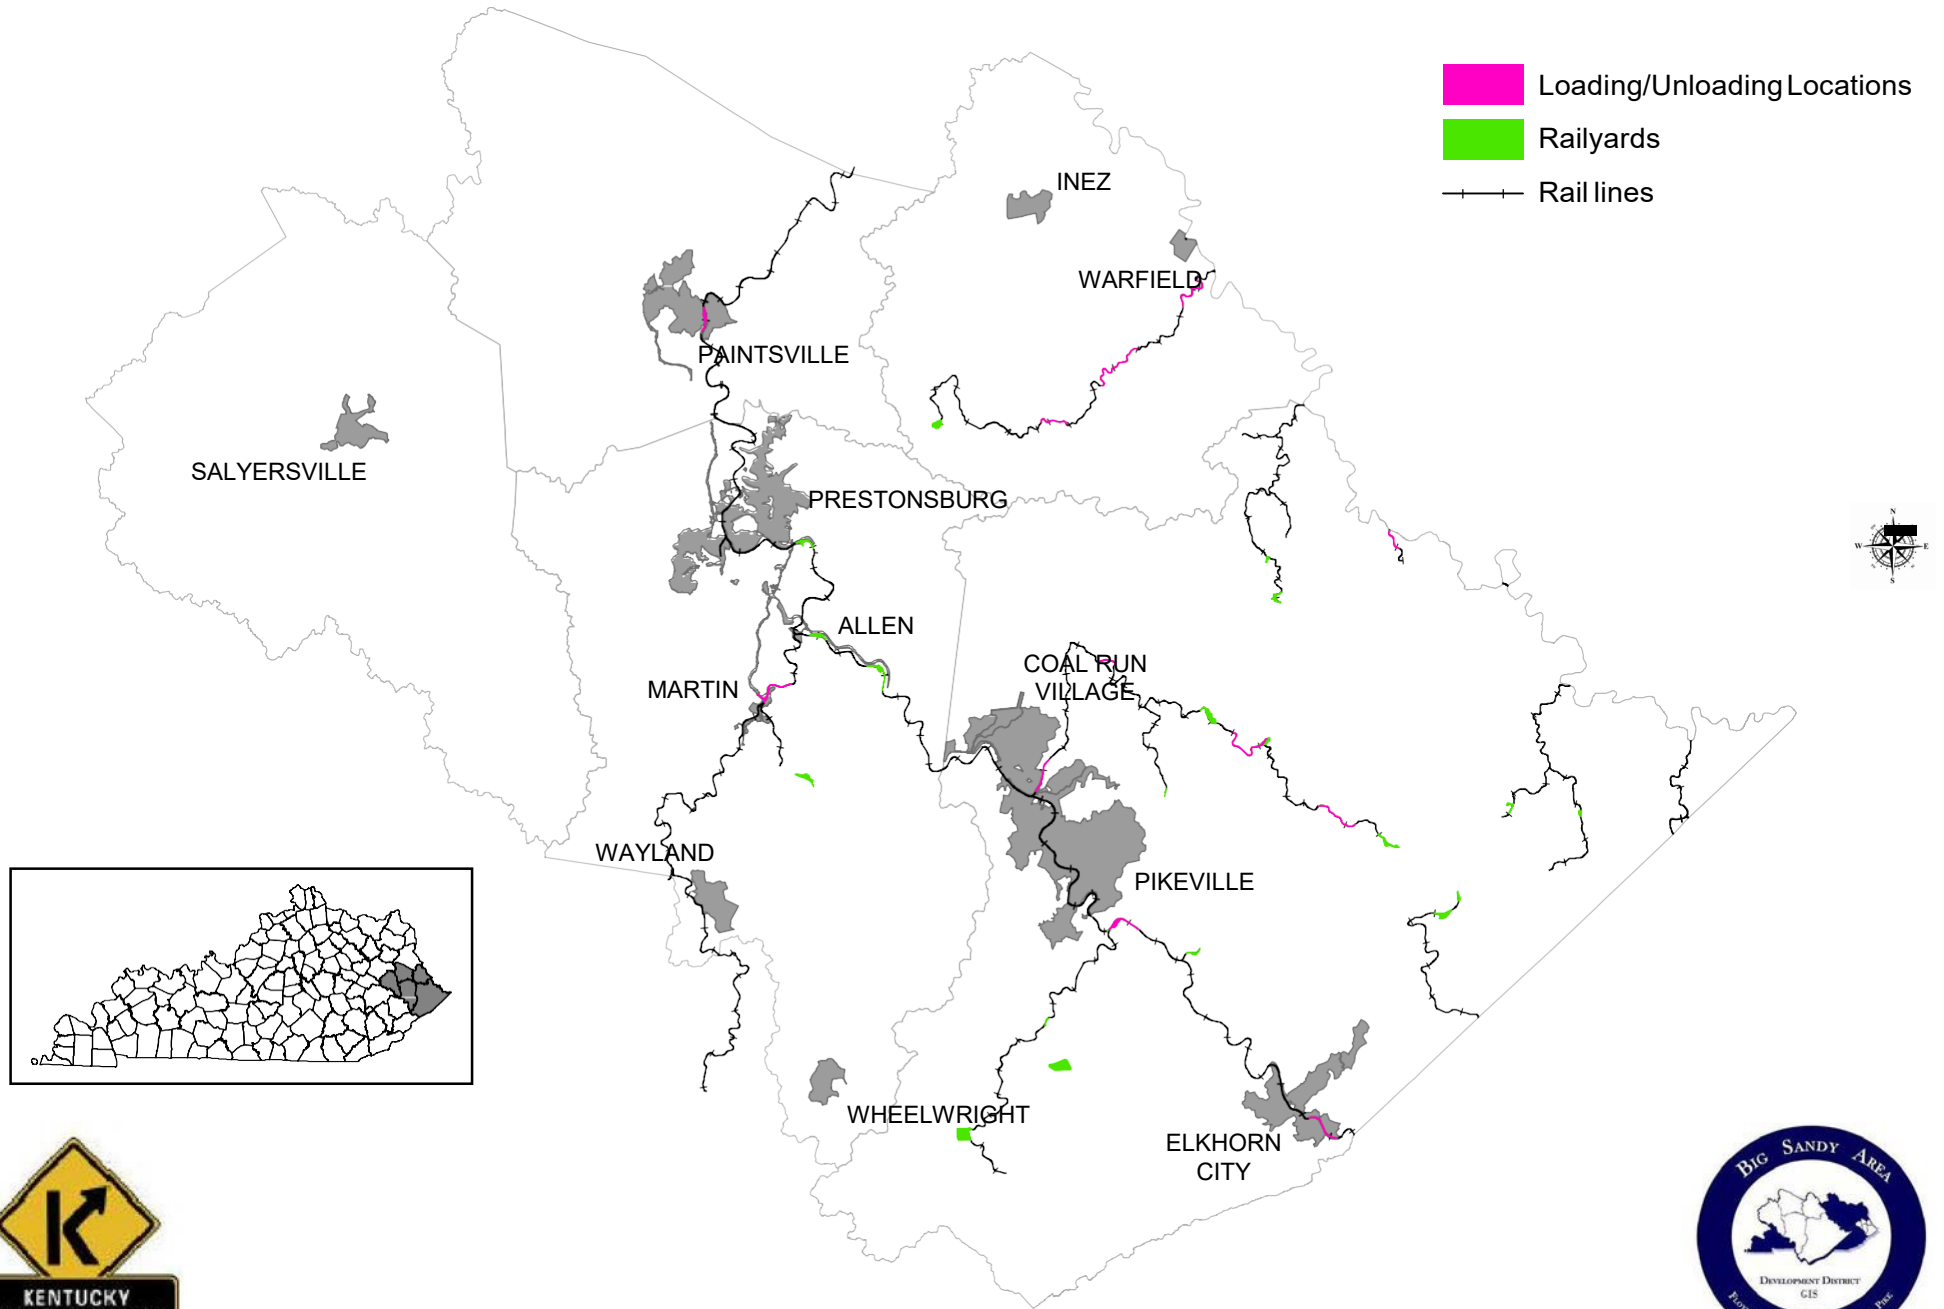 Loading/Unloading Locations
Railyards
Rail lines
INEZ
WARFIELD
PAINTSVILLE
SALYERSVILLE
PRESTONSBURG
N
W
E
S
ALLEN
COAL RUN
VILLAGE
MARTIN
WAYLAND
PIKEVILLE
WHEELWRIGHT
ELKHORN
CITY
KENTUCKY
BIG SANDY AREA
DEVELOPMENT DISTRICT
GIS
PIKE